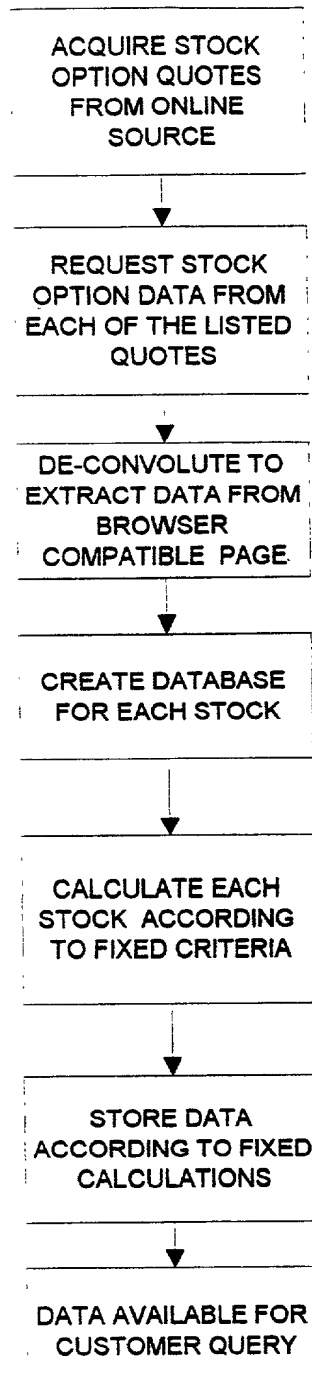 ACQUIRE STOCK
OPTION QUOTES
FROM ONLINE
SOURCE
REQUEST STOCK
OPTION DATA FROM
EACH OF THE LISTED
QUOTES
DE-CONVOLUTE TO
EXTRACT DATA FROM
BROWSER
COMPATIBLE PAGE
CREATE DATABASE
FOR EACH STOCK
CALCULATE EACH
STOCK ACCORDING
TO FIXED CRITERIA
STORE DATA
ACCORDING TO FIXED
CALCULATIONS
DATA AVAILABLE FOR
CUSTOMER QUERY